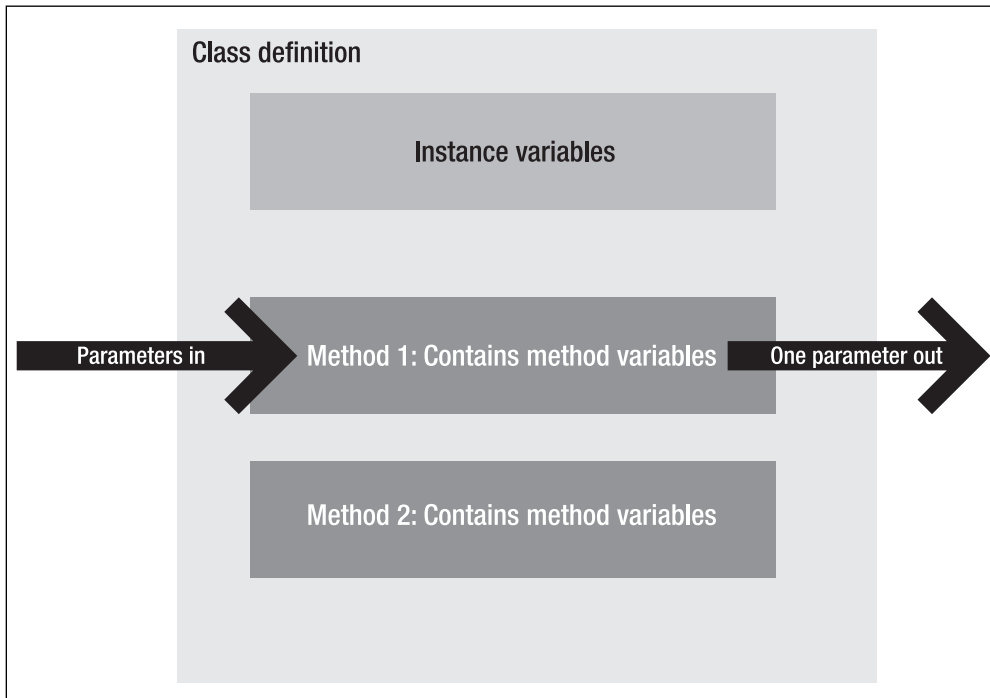 Class definition
Instance variables
Parameters in
Method 1: Contains method variables
One parameter out
Method 2: Contains method variables